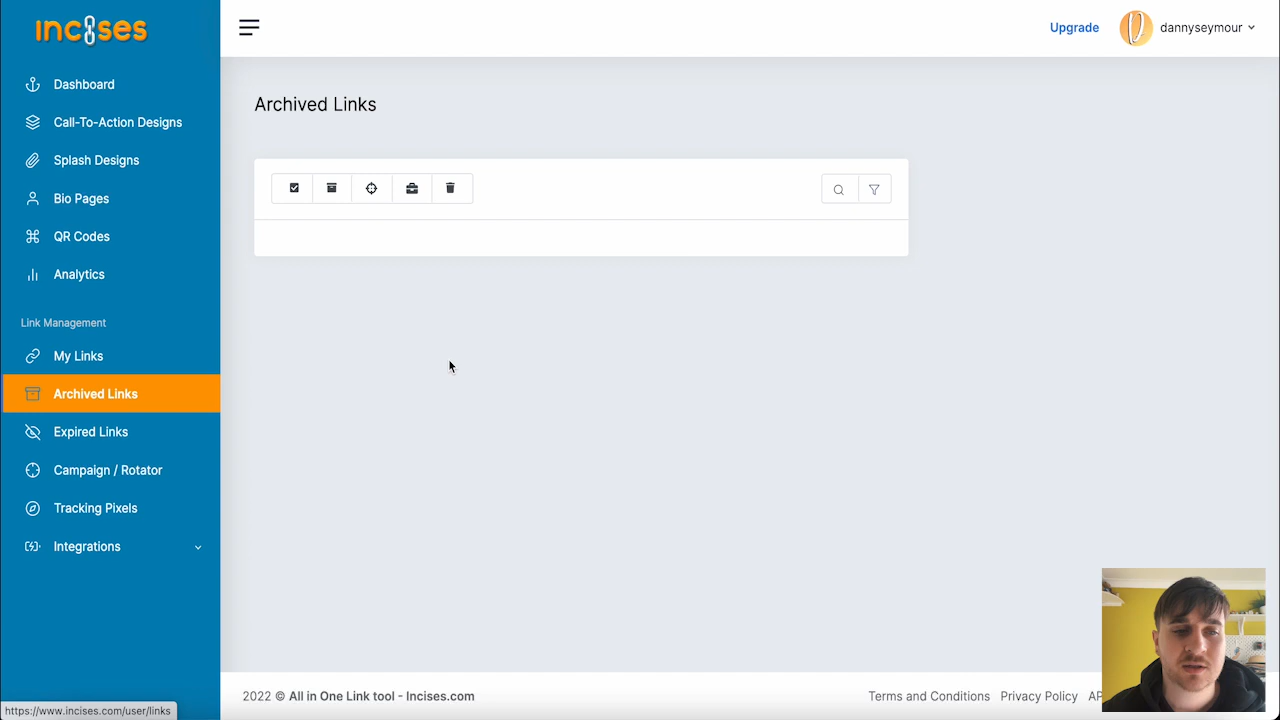 incises
Upgrade
dannyseymour
Dashboard
Call-To-Action Designs
Splash Designs
Bio Pages
QR Codes
Analytics
Link Management
My Links
Archived Links
Expired Links
Campaign / Rotator
Tracking Pixels
Integrations
Archived Links
2022 © All in One Link tool - Incises.com
Terms and Conditions
Privacy Policy
AP
https://www.incises.com/user/links